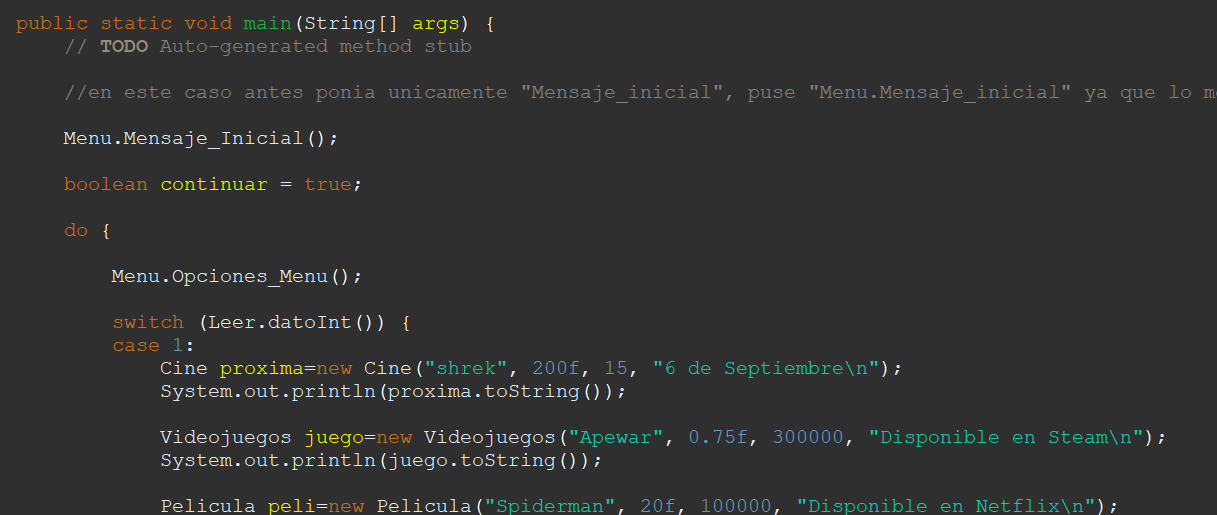 public static void main(String[] args) {
// TODO Auto-generated method stub
//en este caso antes ponia unicamente "Mensaje_inicial", puse "Menu.Mensaje_inicial" ya que lo
Menu.Mensaje_Inicial();
boolean continuar = true;
do {
Menu.Opciones_Menu();
switch (Leer.datoInt()) {
case 1:
Cine proxima=new Cine("shrek", 200f, 15, "6 de Septiembre\n");
System.out.println(proxima.toString());
Videojuegos juego=new Videojuegos("Apewar", 0.75f, 300000, "Disponible en Steam\n");
System.out.println(juego.toString());
Pelicula peli=new Pelicula("Spiderman", 20f, 100000, "Disponible en Netflix\n");